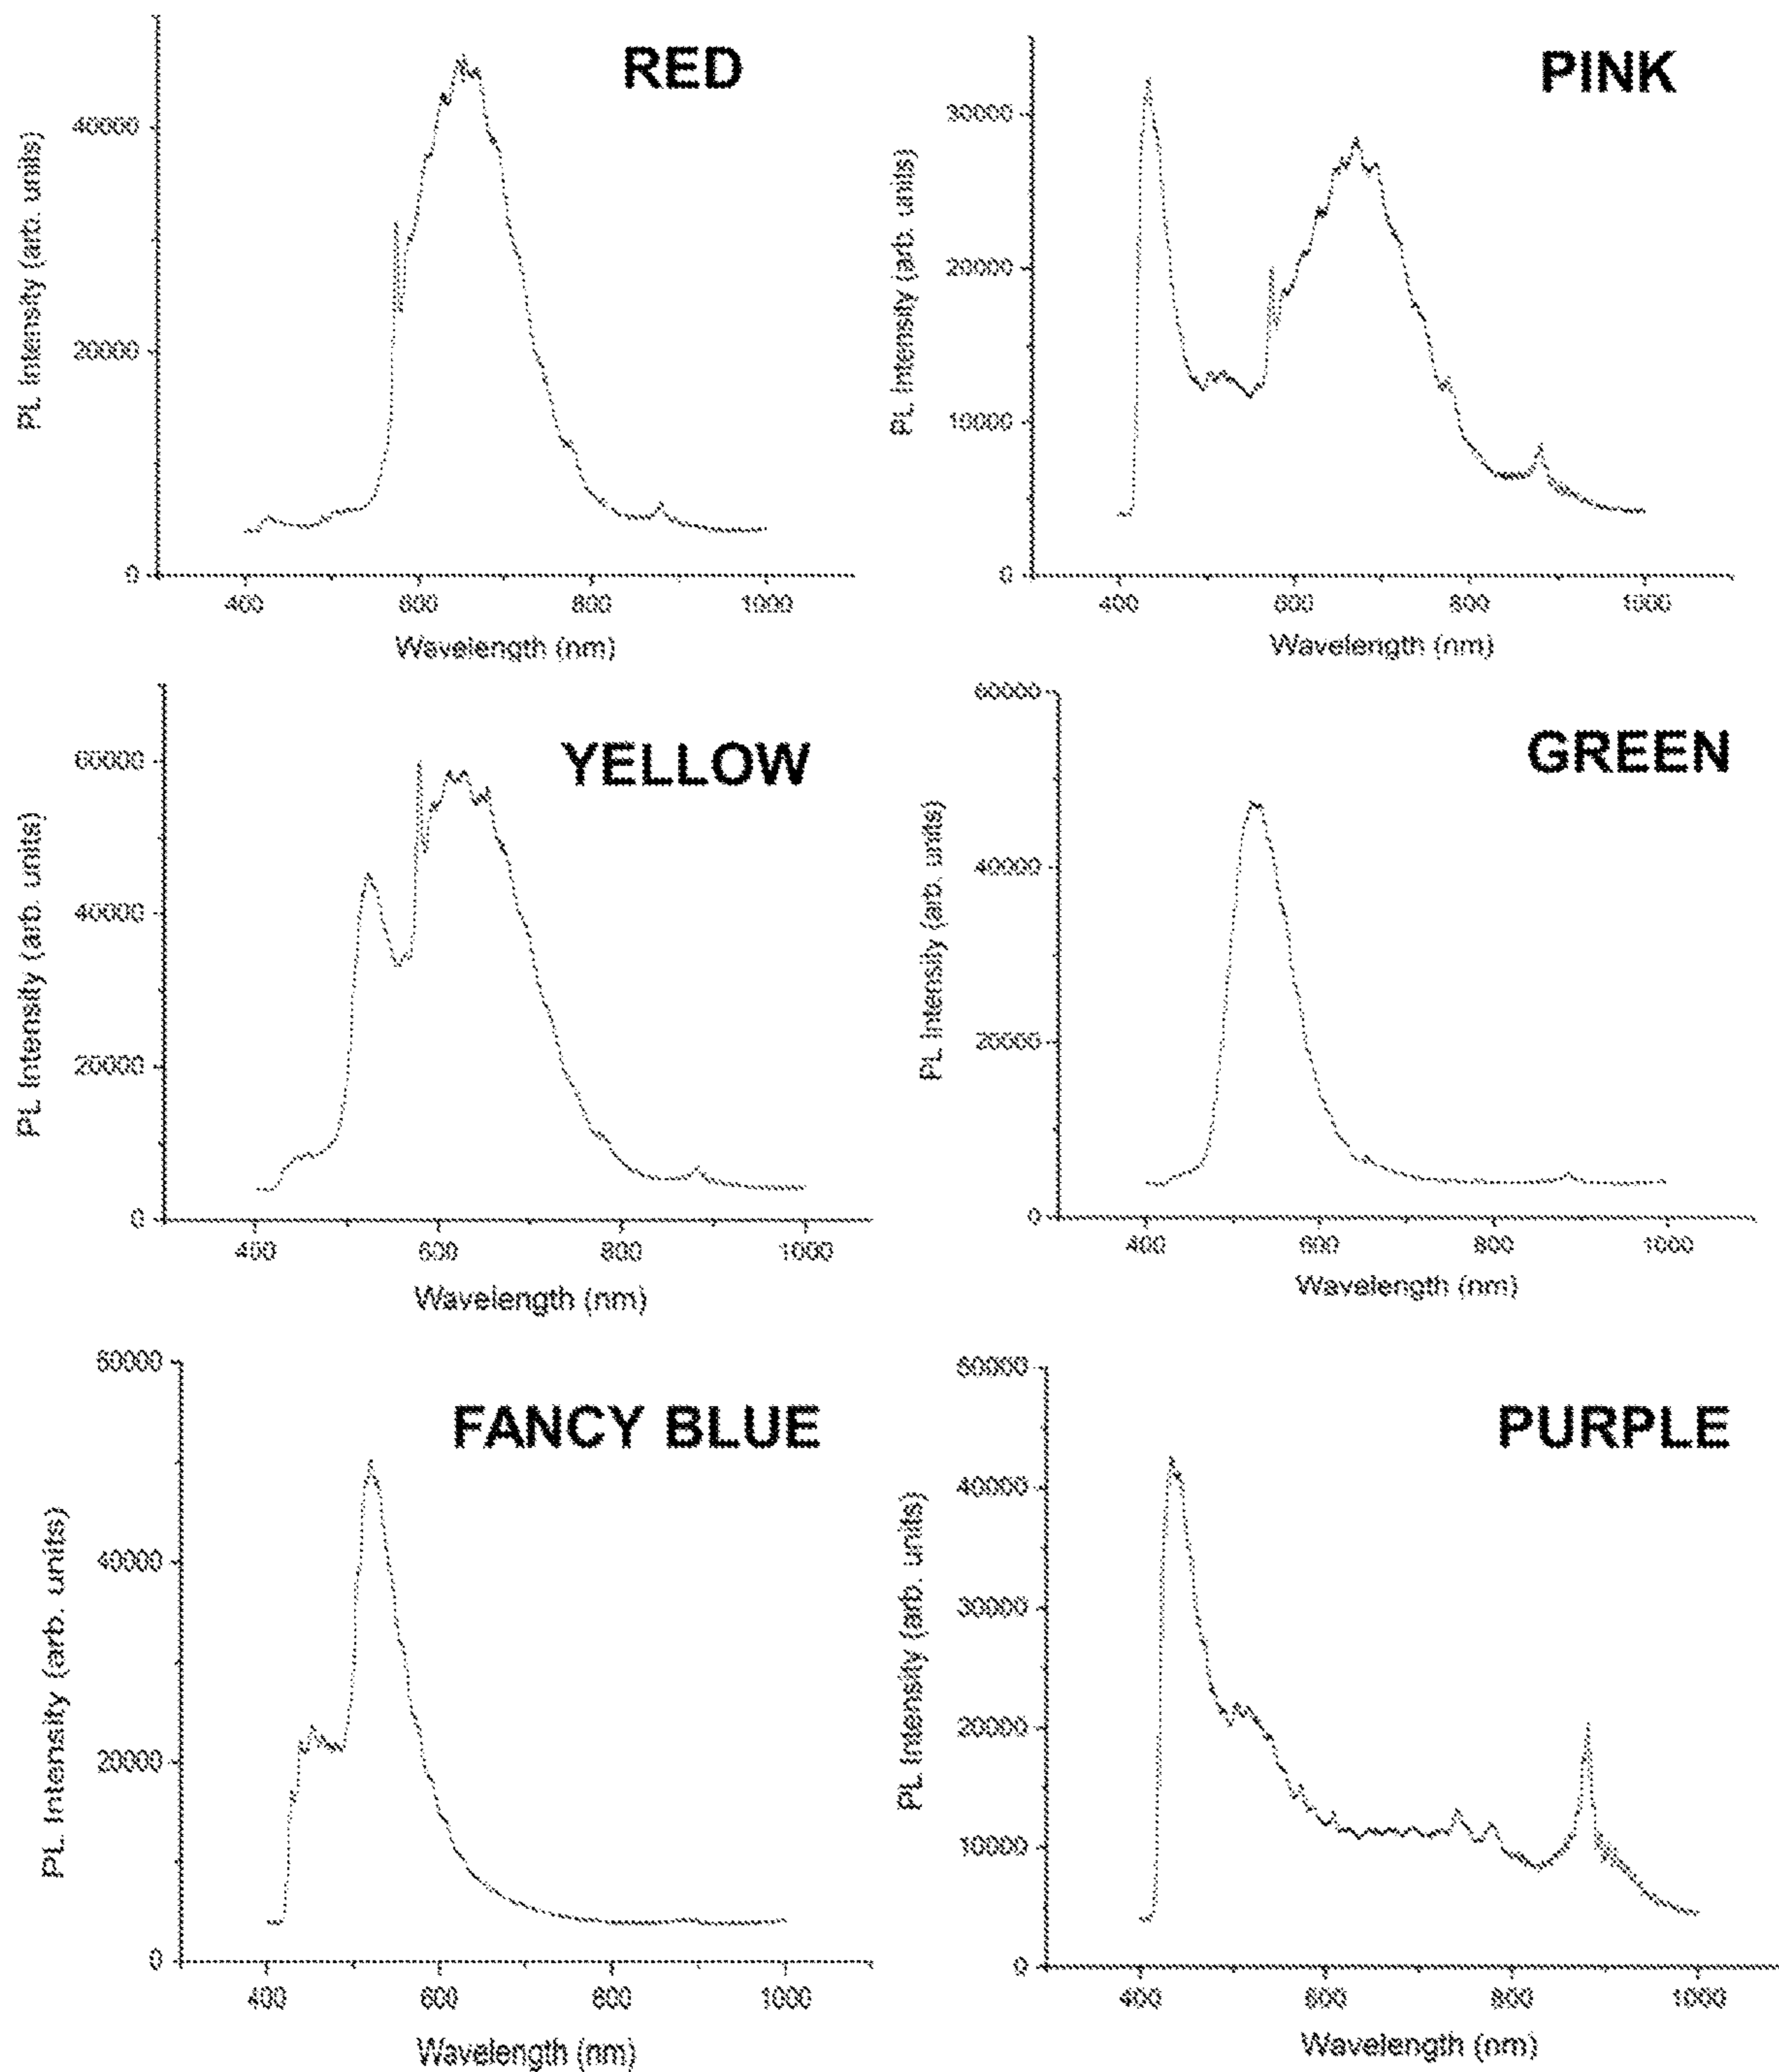 RED
PL Intensity (arb. units)
40000
20000
0
400 600 800 1000
Wavelength (nm)
PINK
PL Intensity (arb. units)
30000
20000
10000
0
400 600 800 1000
Wavelength (nm)
YELLOW
PL Intensity (arb. units)
60000
40000
20000
0
400 600 800 1000
Wavelength (nm)
GREEN
PL Intensity (arb. units)
60000
40000
20000
0
400 600 800 1000
Wavelength (nm)
FANCY BLUE
PL Intensity (arb. units)
60000
40000
20000
0
400 600 800 1000
Wavelength (nm)
PURPLE
PL Intensity (arb. units)
50000
40000
30000
20000
10000
0
400 600 800 1000
Wavelength (nm)